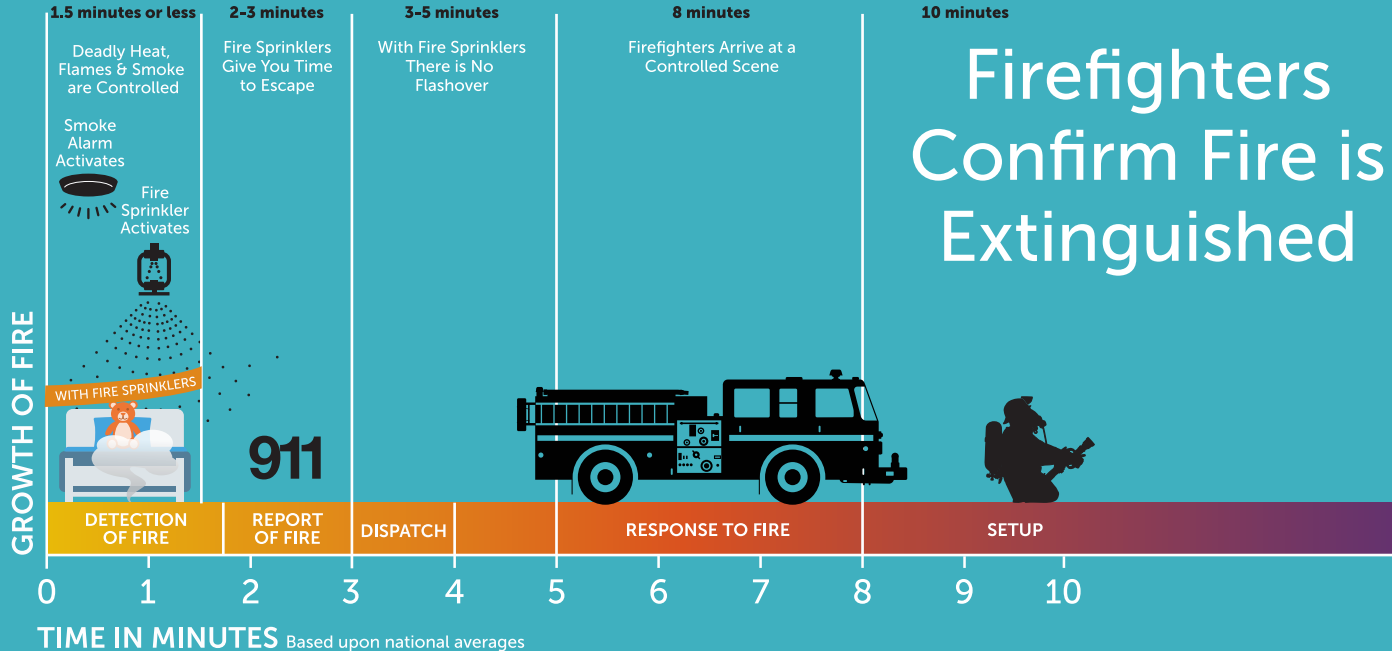 1.5 minutes or less
Deadly Heat,
Flames & Smoke
are Controlled
Smoke
Alarm
Activates
Fire
Sprinkler
Activates
WITH FIRE SPRINKLERS
2-3 minutes
Fire Sprinklers
Give You Time
to Escape
911
3-5 minutes
With Fire Sprinklers
There is No
Flashover
8 minutes
Firefighters Arrive at a
Controlled Scene
10 minutes
Firefighters
Confirm Fire is
Extinguished
GROWTH OF FIRE
DETECTION
OF FIRE
REPORT
OF FIRE
DISPATCH
RESPONSE TO FIRE
SETUP
0 1 2 3 4 5 6 7 8 9 10
TIME IN MINUTES Based upon national averages